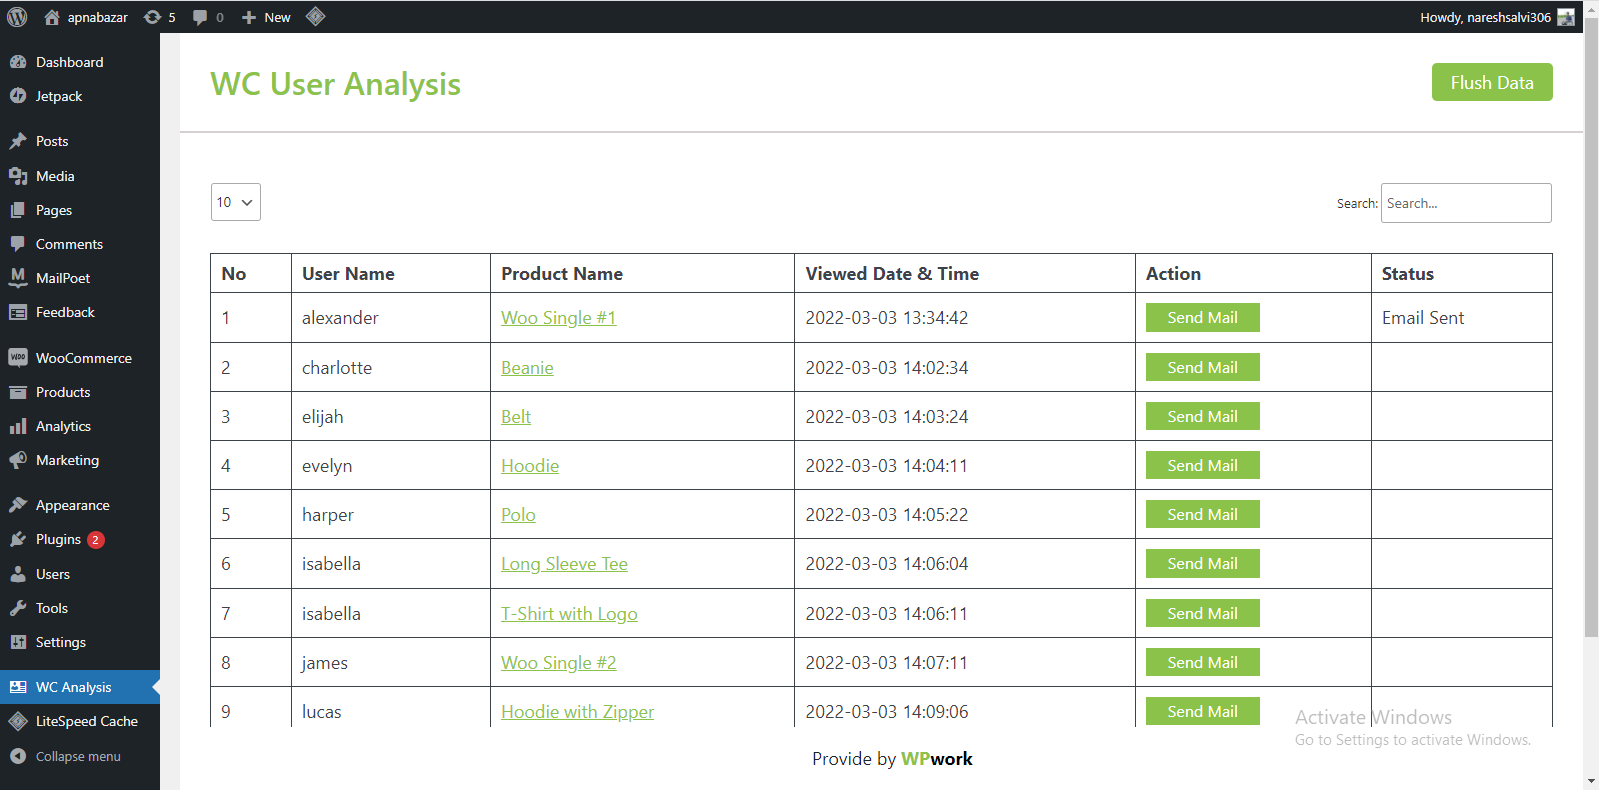 apnabazar 5 0 New Howdy, nareshsalvi306
Dashboard
Jetpack
Posts
Media
Pages
Comments
MailPoet
Feedback
WooCommerce
Products
Analytics
Marketing
Appearance
Plugins 2
Users
Tools
Settings
WC Analysis
LiteSpeed Cache
Collapse menu
WC User Analysis Flush Data
10 Search: Search...
No User Name Product Name Viewed Date & Time Action Status
1 alexander Woo Single #1 2022-03-03 13:34:42 Send Mail Email Sent
2 charlotte Beanie 2022-03-03 14:02:34 Send Mail
3 elijah Belt 2022-03-03 14:03:24 Send Mail
4 evelyn Hoodie 2022-03-03 14:04:11 Send Mail
5 harper Polo 2022-03-03 14:05:22 Send Mail
6 isabella Long Sleeve Tee 2022-03-03 14:06:04 Send Mail
7 isabella T-Shirt with Logo 2022-03-03 14:06:11 Send Mail
8 james Woo Single #2 2022-03-03 14:07:11 Send Mail
9 lucas Hoodie with Zipper 2022-03-03 14:09:06 Send Mail
Activate Windows
Go to Settings to activate Windows.
Provide by WPwork